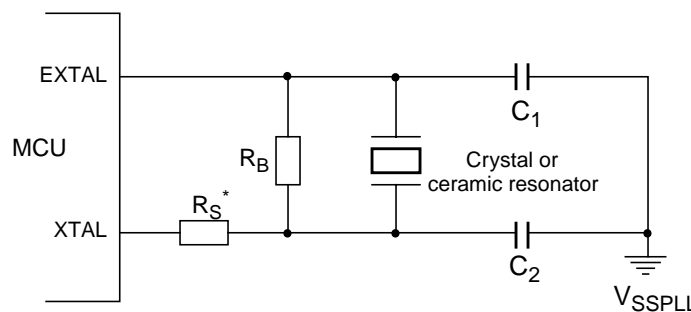 EXTAL
C1
MCU
RB
Crystal or
ceramic resonator
RS*
XTAL
C2
VSSPLL